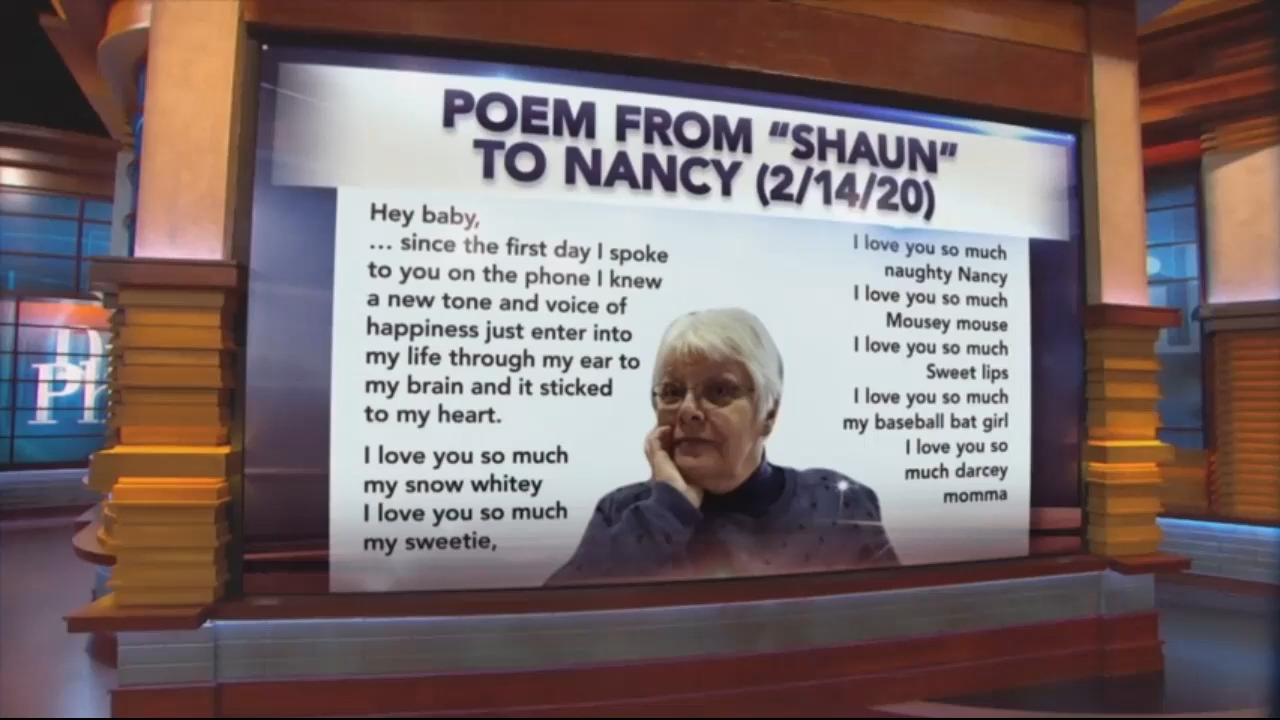 POEM FROM “SHAUN”
TO NANCY (2/14/20)
Hey baby,
... since the first day I spoke
to you on the phone I knew
a new tone and voice of
happiness just enter into
my life through my ear to
my brain and it sticked
to my heart.
I love you so much
my snow whitey
I love you so much
my sweetie,
I love you so much
naughty Nancy
I love you so much
Mousey mouse
I love you so much
Sweet lips
I love you so much
my baseball bat girl
I love you so
much darcey
momma